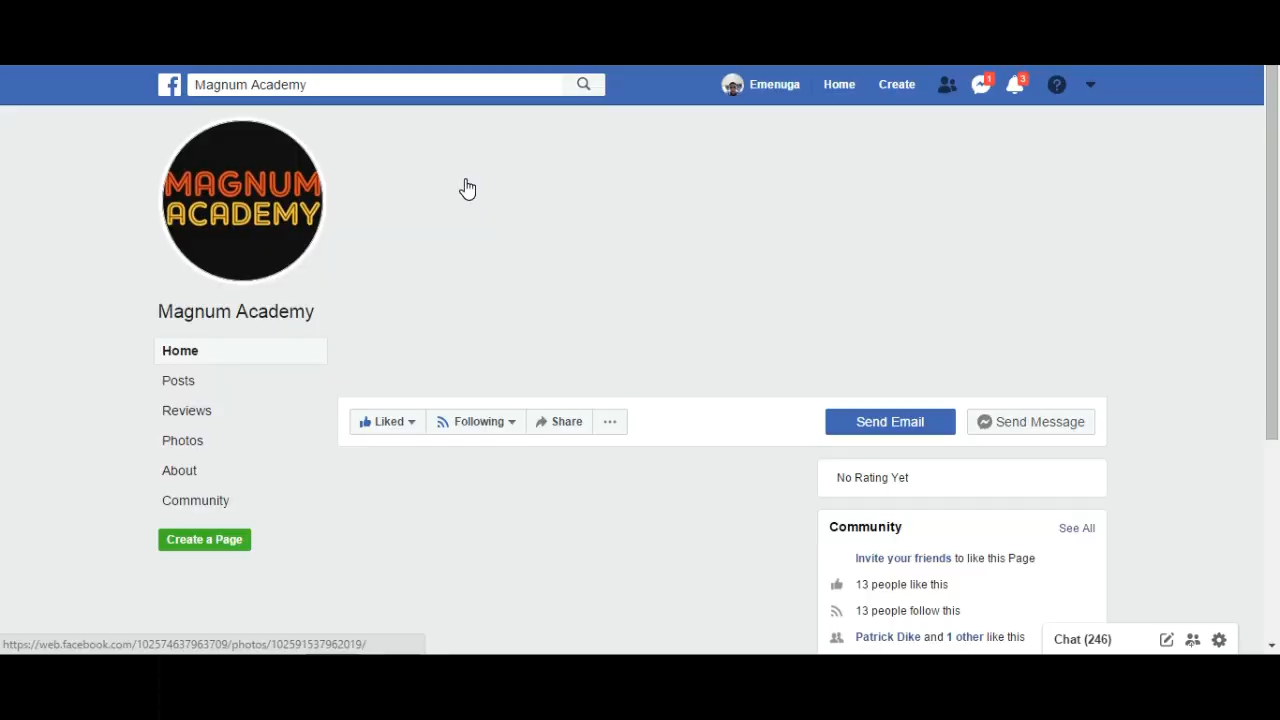 Magnum Academy
Emenuga
Home
Create
1
3
MAGNUM
ACADEMY
Magnum Academy
Home
Posts
Reviews
Photos
About
Community
Create a Page
Liked
Following
Share
Send Email
Send Message
No Rating Yet
Community
See All
Invite your friends to like this Page
13 people like this
13 people follow this
Patrick Dike and 1 other like this
Chat (246)
https://web.facebook.com/102574637963709/photos/102591537962019/